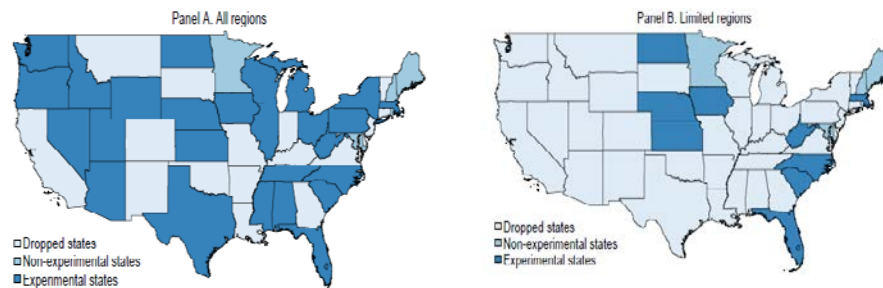 Panel A. All regions
Dropped states
Non-experimental states
Experimental states
Panel B. Limited regions
Dropped states
Non-experimental states
Experimental states